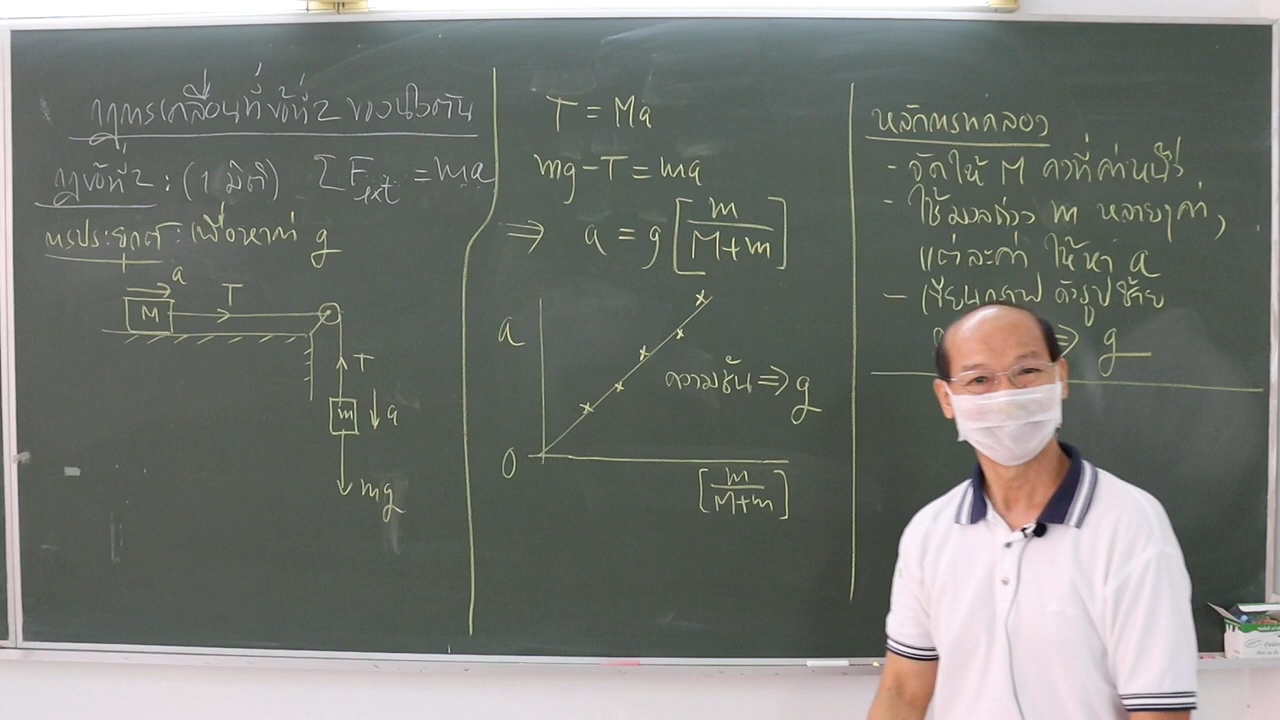 กฎการเคลื่อนที่ข้อที่ 2 ของนิวตัน
กฎข้อที่ 2 : (1 มิติ) ΣF_ext = ma
การประยุกต์ : เพื่อหาค่า g
a
M
T
T
m
a
mg
T = Ma
mg - T = ma
⇒ a = g [m/(M+m)]
a
ความชัน ⇒ g
0
[m/(M+m)]
หลักการทดลอง
- จัดให้ M คงที่ค่าหนึ่ง
- ใช้มวลถ่วง m หลายๆ ค่า,
แต่ละค่า ให้หา a
- เขียนกราฟ ดังรูปซ้าย
⇒ g